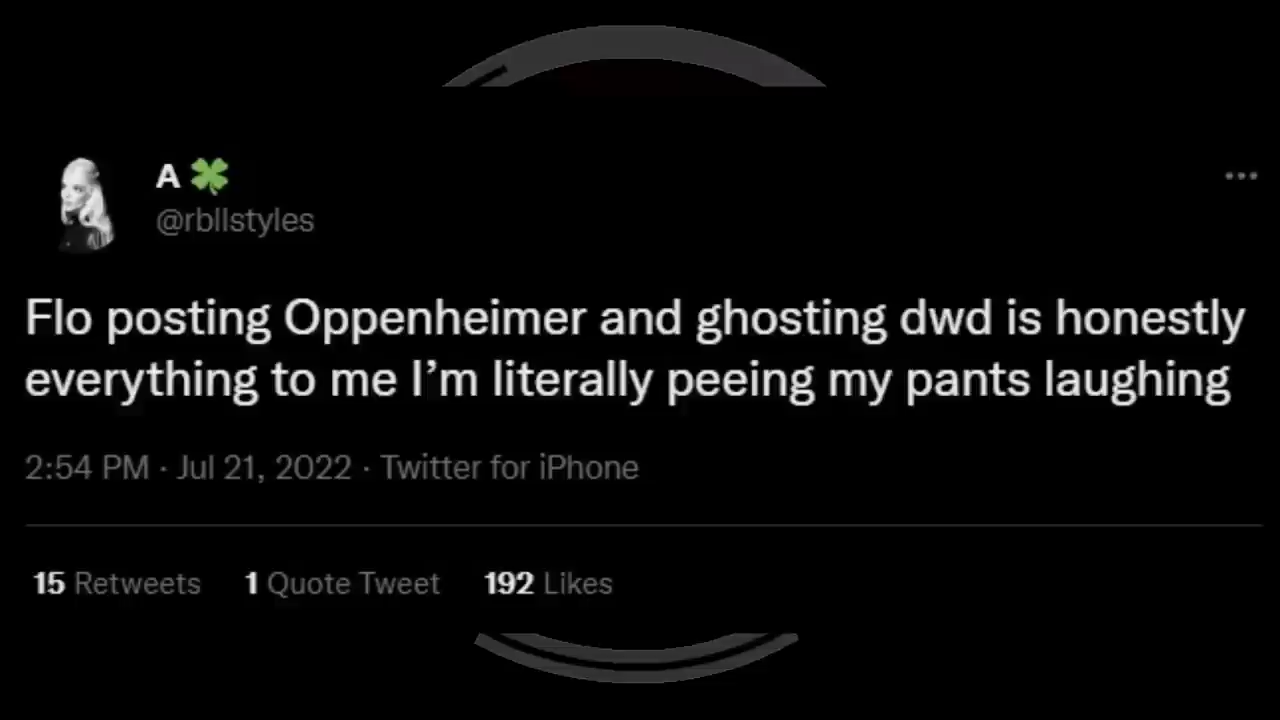 A 🍀
@rbllstyles
Flo posting Oppenheimer and ghosting dwd is honestly
everything to me I’m literally peeing my pants laughing
2:54 PM · Jul 21, 2022 · Twitter for iPhone
15 Retweets 1 Quote Tweet 192 Likes